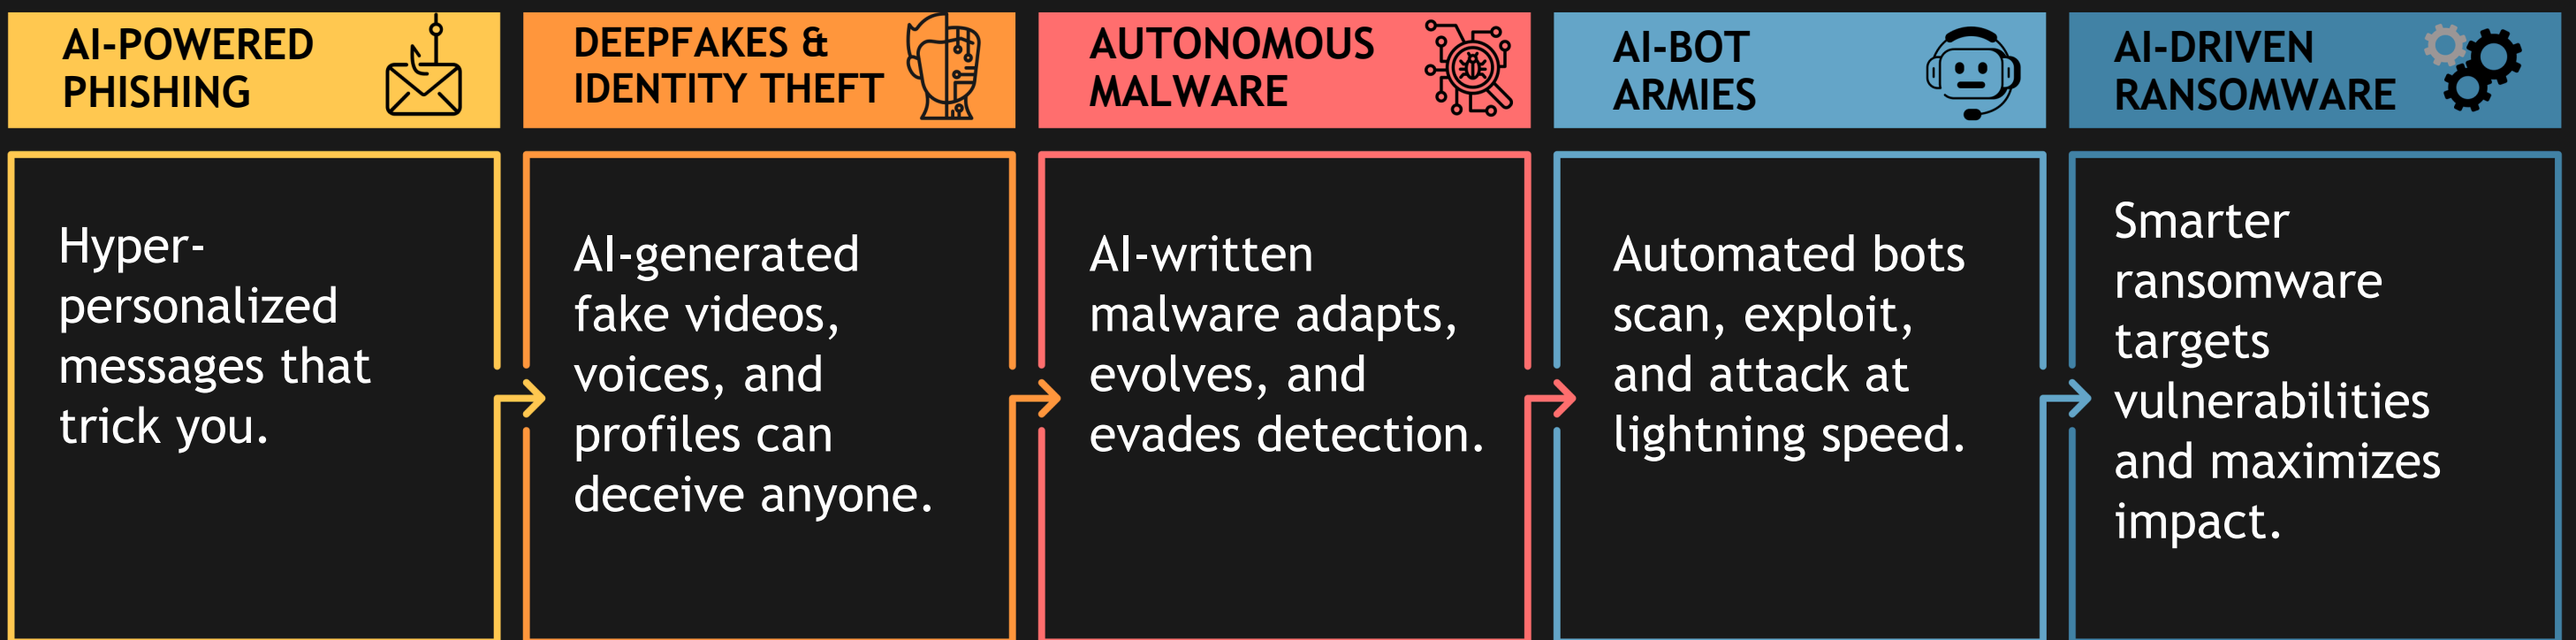 AI-POWERED
PHISHING
Hyper-
personalized
messages that
trick you.
DEEPFAKES &
IDENTITY THEFT
AI-generated
fake videos,
voices, and
profiles can
deceive anyone.
AUTONOMOUS
MALWARE
AI-written
malware adapts,
evolves, and
evades detection.
AI-BOT
ARMIES
Automated bots
scan, exploit,
and attack at
lightning speed.
AI-DRIVEN
RANSOMWARE
Smarter
ransomware
targets
vulnerabilities
and maximizes
impact.